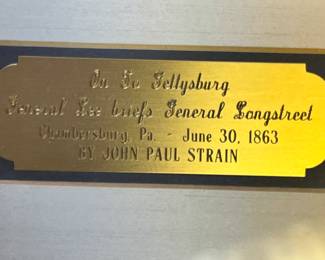 On To Gettysburg
General Lee briefs General Longstreet
Chambersburg, Pa. - June 30, 1863
BY JOHN PAUL STRAIN